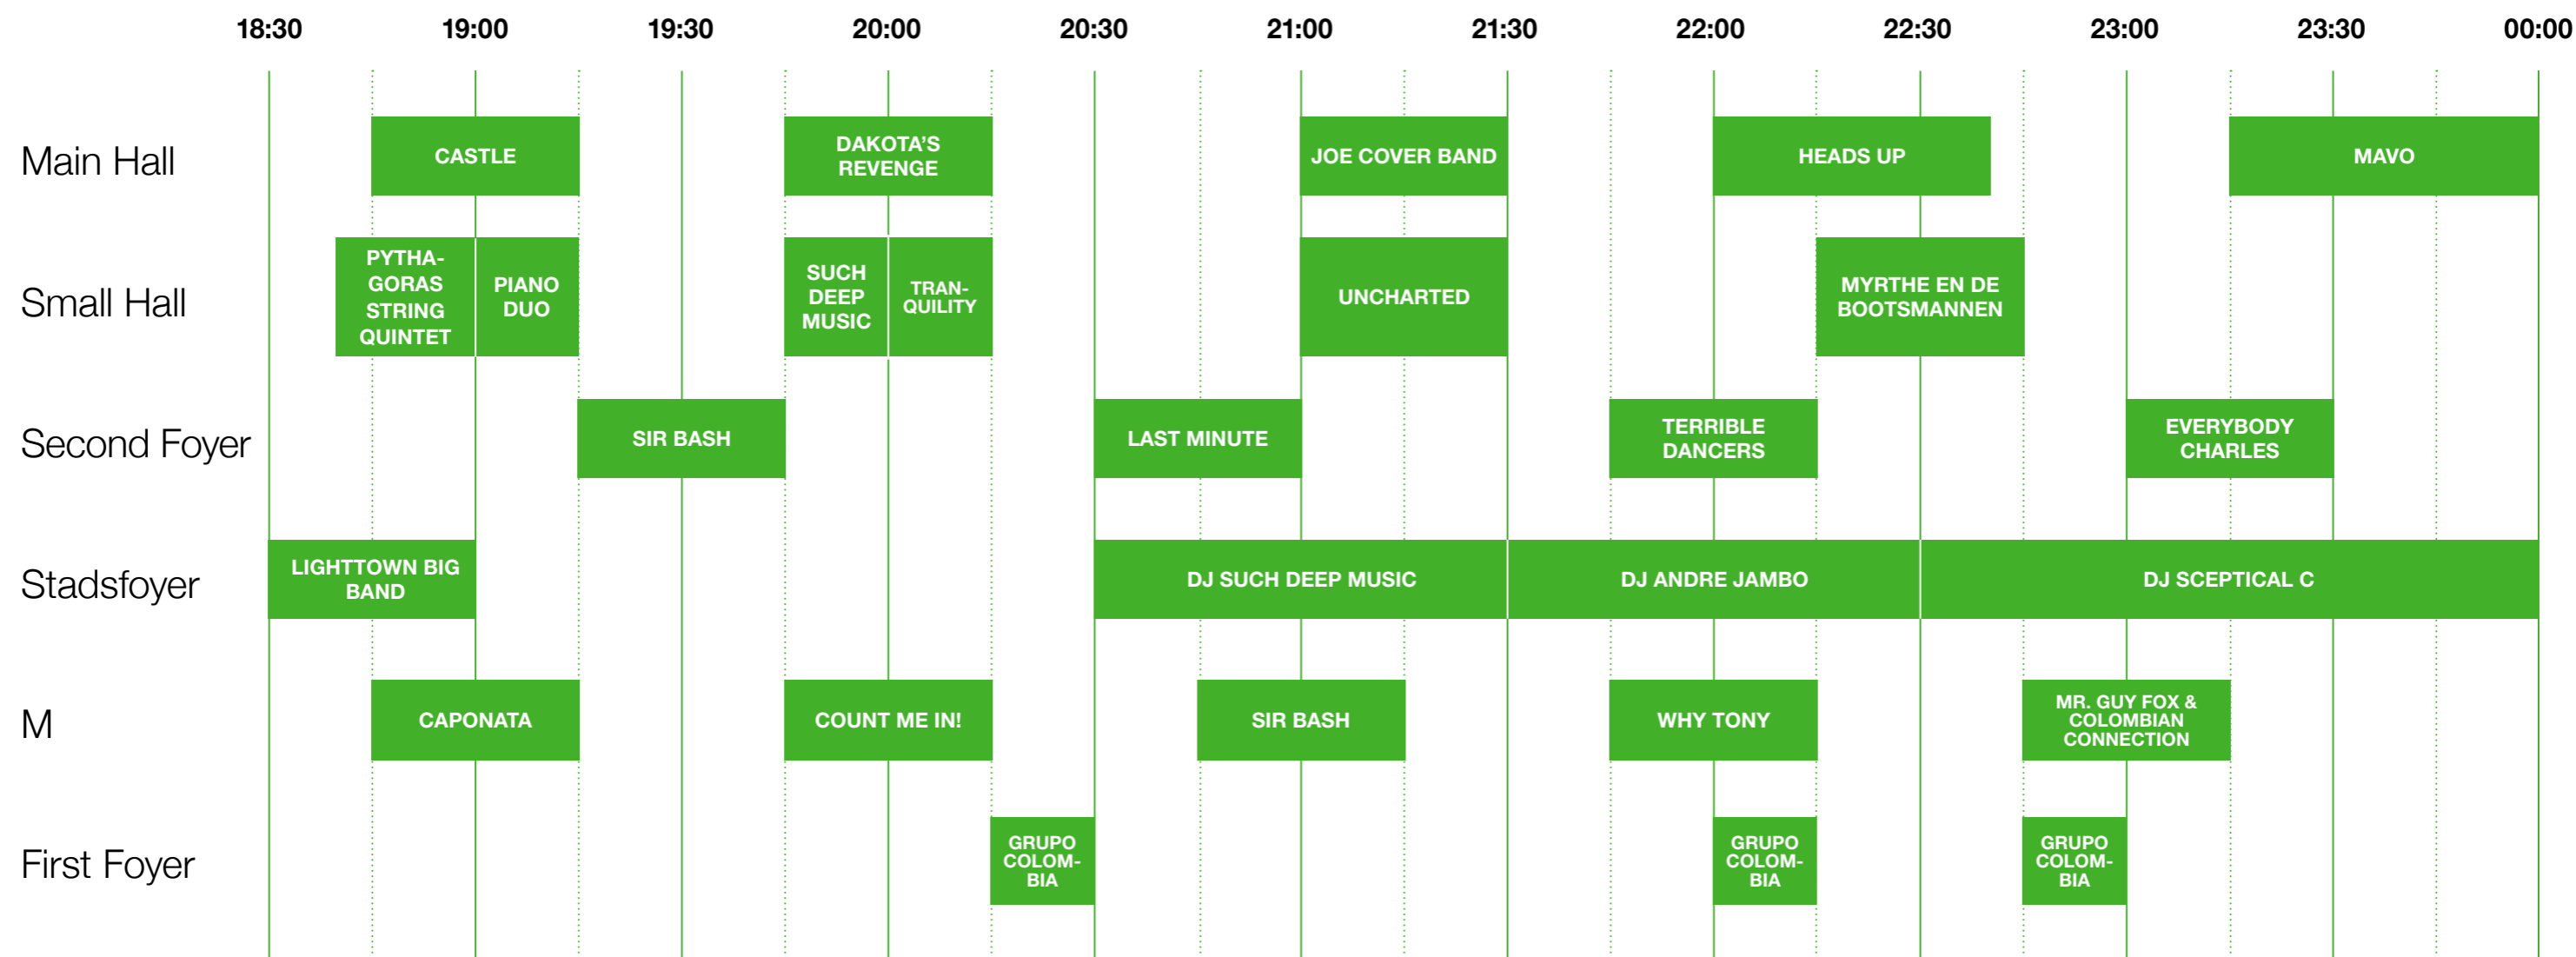 18:30 19:00 19:30 20:00 20:30 21:00 21:30 22:00 22:30 23:00 23:30 00:00
Main Hall
CASTLE
DAKOTA'S
REVENGE
JOE COVER BAND
HEADS UP
MAVO
Small Hall
PYTHA-
GORAS
STRING
QUINTET
PIANO
DUO
SUCH
DEEP
MUSIC
TRAN-
QUILITY
UNCHARTED
MYRTHE EN DE
BOOTSMANNEN
Second Foyer
SIR BASH
LAST MINUTE
TERRIBLE
DANCERS
EVERYBODY
CHARLES
Stadsfoyer
LIGHTTOWN BIG
BAND
DJ SUCH DEEP MUSIC
DJ ANDRE JAMBO
DJ SCEPTICAL C
M
CAPONATA
COUNT ME IN!
SIR BASH
WHY TONY
MR. GUY FOX &
COLOMBIAN
CONNECTION
First Foyer
GRUPO
COLOM-
BIA
GRUPO
COLOM-
BIA
GRUPO
COLOM-
BIA